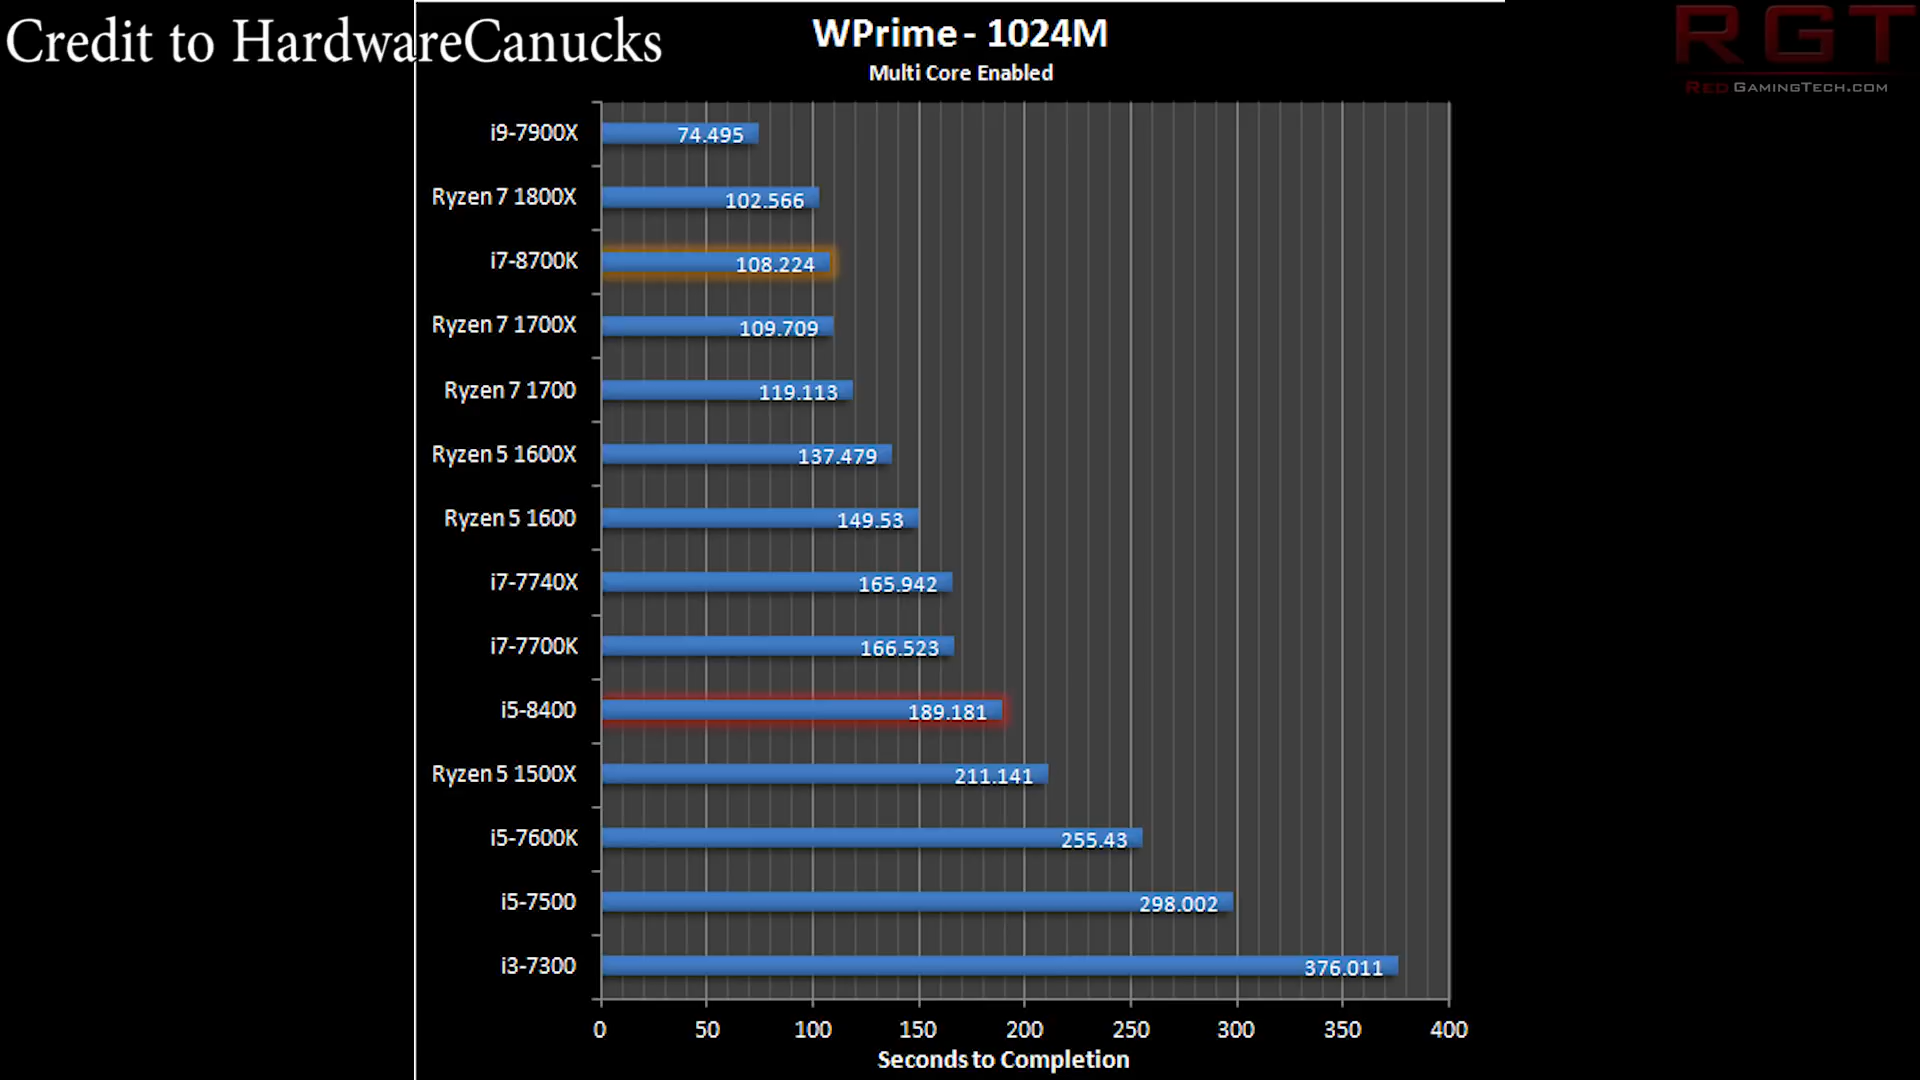 Credit to HardwareCanucks
WPrime - 1024M
Multi Core Enabled
RGT
RED GAMINGTECH.COM
i9-7900X 74.495
Ryzen 7 1800X 102.566
i7-8700K 108.224
Ryzen 7 1700X 109.709
Ryzen 7 1700 119.113
Ryzen 5 1600X 137.479
Ryzen 5 1600 149.53
i7-7740X 165.942
i7-7700K 166.523
i5-8400 189.181
Ryzen 5 1500X 211.141
i5-7600K 255.43
i5-7500 298.002
i3-7300 376.011
0 50 100 150 200 250 300 350 400
Seconds to Completion